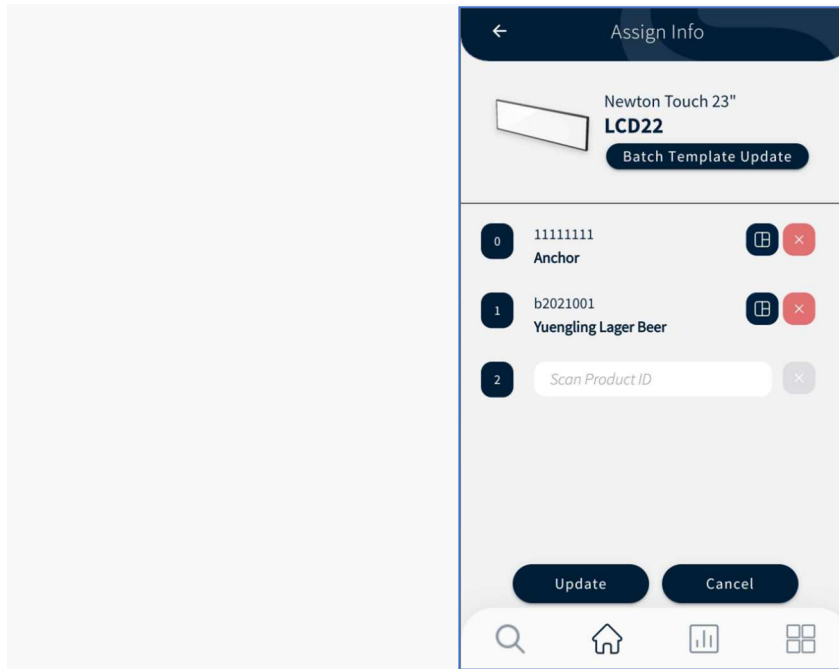 Assign Info
Newton Touch 23"
LCD22
Batch Template Update
0
11111111
Anchor
1
b2021001
Yuengling Lager Beer
2
Scan Product ID
Update
Cancel